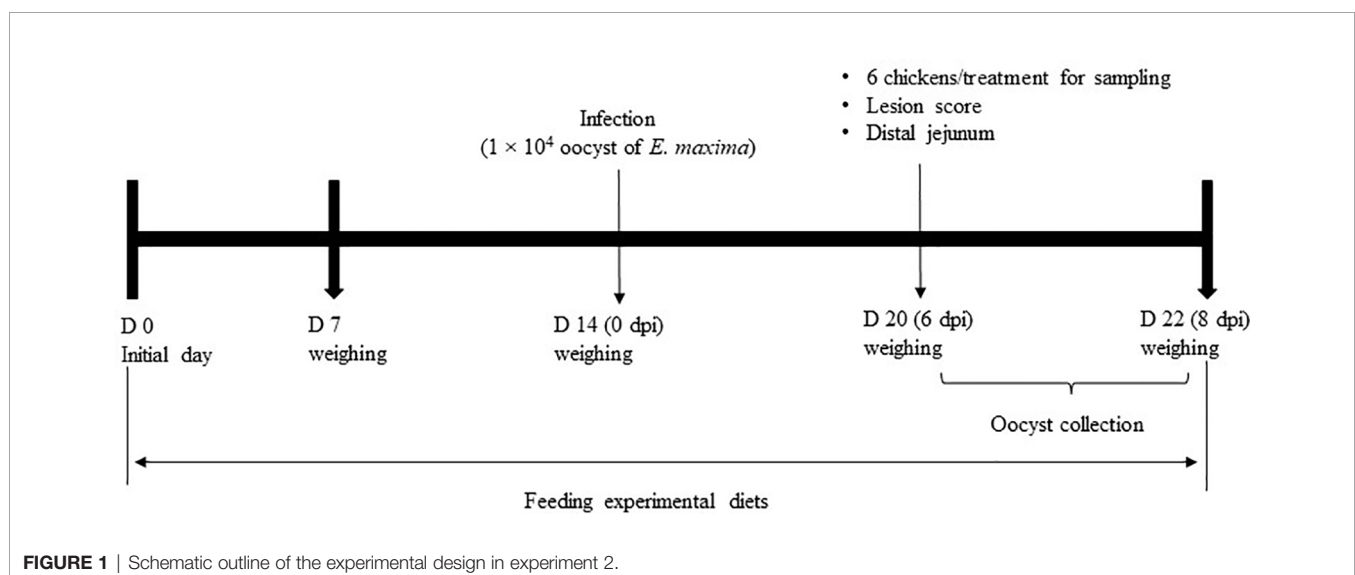 • 6 chickens/treatment for sampling
• Lesion score
• Distal jejunum
Infection
(1 × 10⁴ oocyst of E. maxima)
D 0
Initial day
D 7
weighing
D 14 (0 dpi)
weighing
D 20 (6 dpi)
weighing
D 22 (8 dpi)
weighing
Oocyst collection
Feeding experimental diets
FIGURE 1 | Schematic outline of the experimental design in experiment 2.